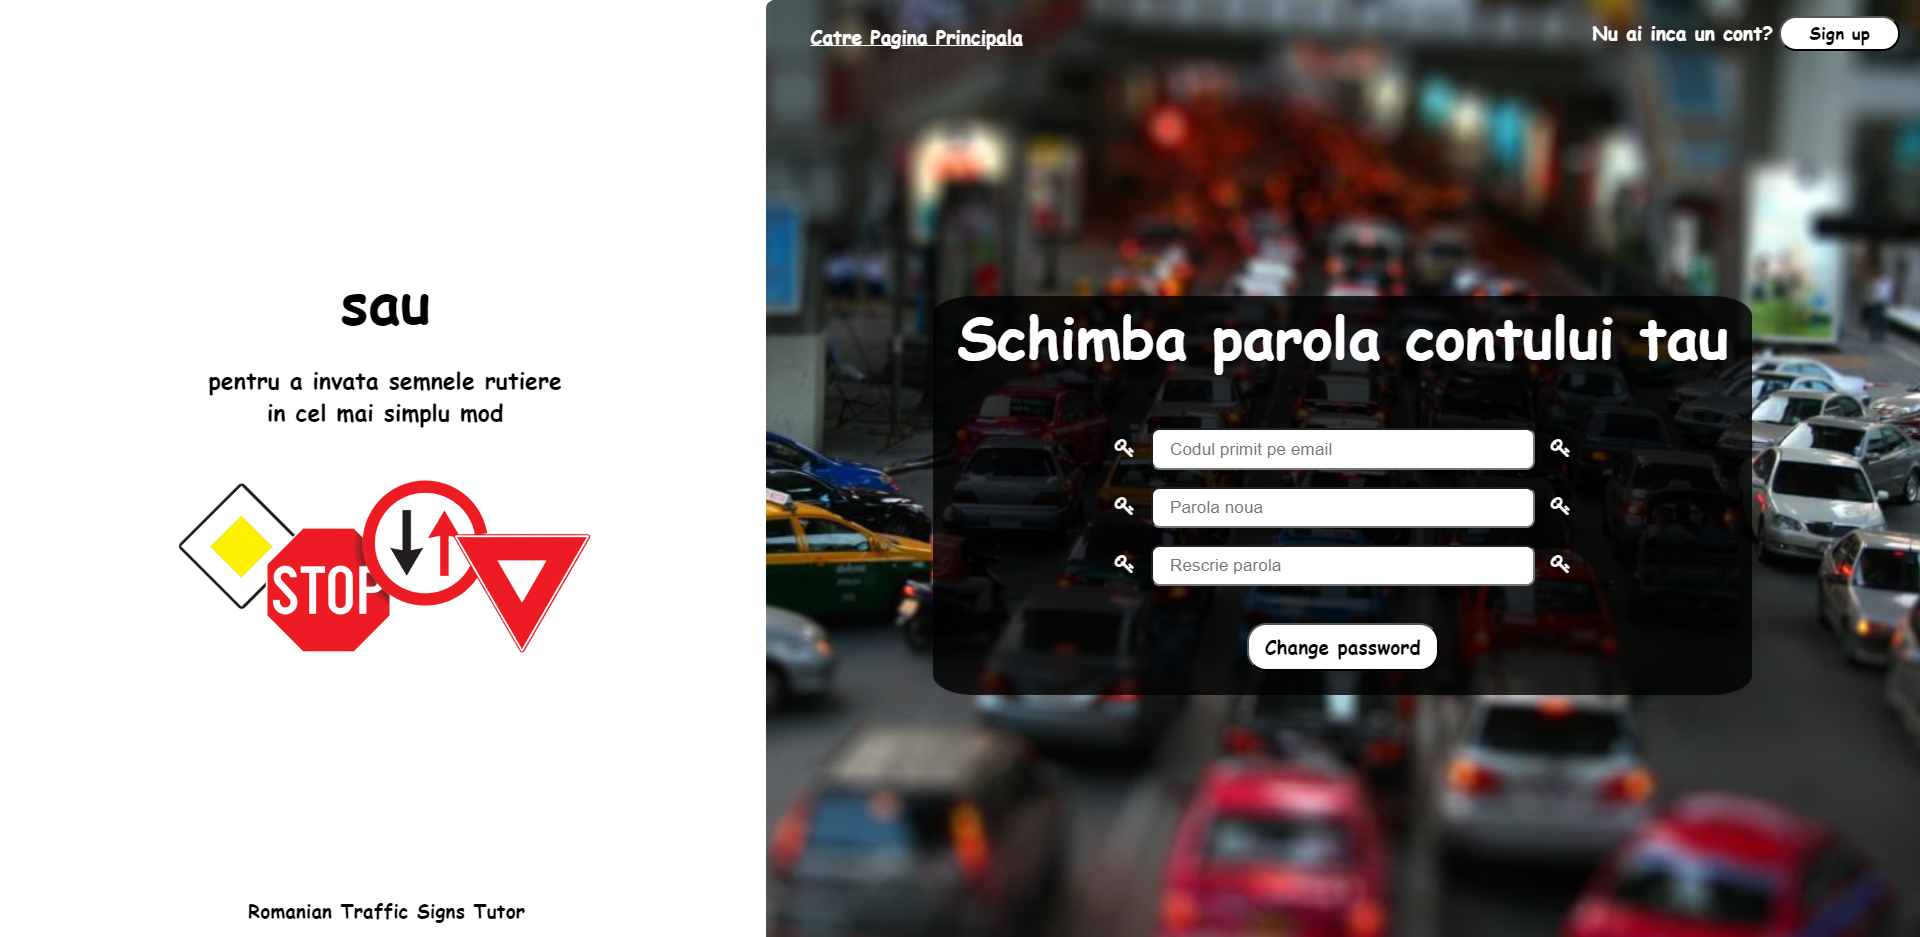 sau
pentru a invata semnele rutiere
in cel mai simplu mod
STOP
Romanian Traffic Signs Tutor
Catre Pagina Principala
Nu ai inca un cont? Sign up
Schimba parola contului tau
Codul primit pe email
Parola noua
Rescrie parola
Change password